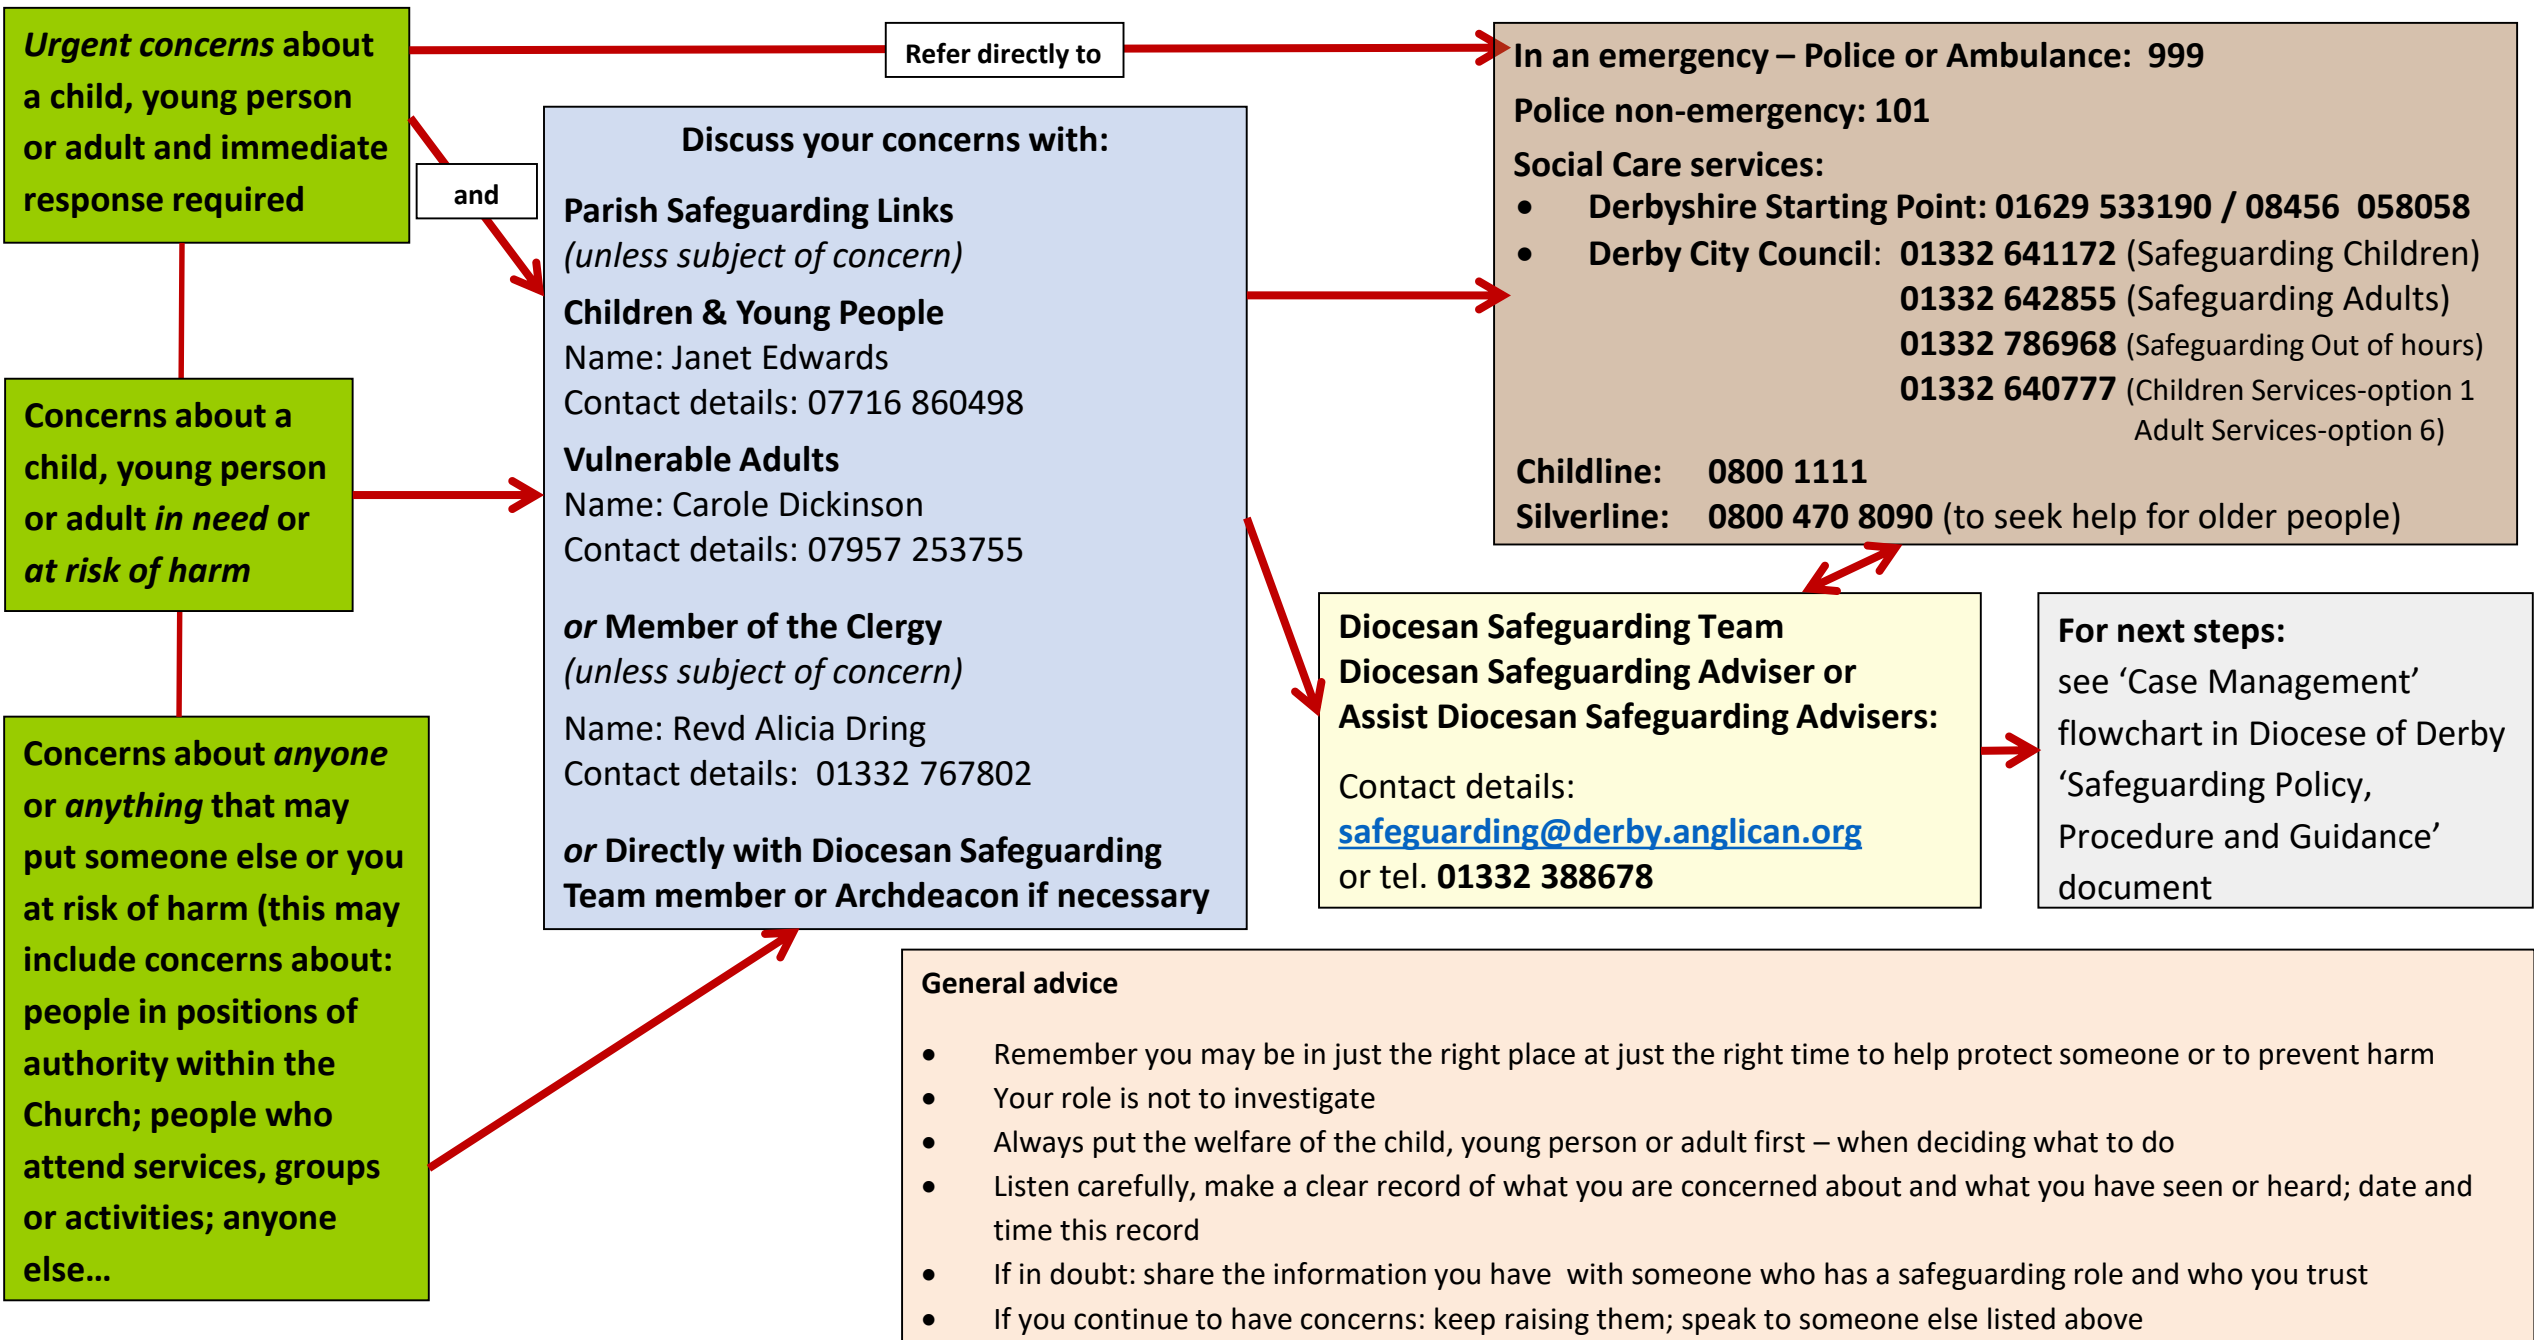 Urgent concerns about
a child, young person
or adult and immediate
response required
Refer directly to
and
Concerns about a
child, young person
or adult in need or
at risk of harm
Concerns about anyone
or anything that may
put someone else or you
at risk of harm (this may
include concerns about:
people in positions of
authority within the
Church; people who
attend services, groups
or activities; anyone
else…
Discuss your concerns with:
Parish Safeguarding Links
(unless subject of concern)
Children & Young People
Name: Janet Edwards
Contact details: 07716 860498
Vulnerable Adults
Name: Carole Dickinson
Contact details: 07957 253755
or Member of the Clergy
(unless subject of concern)
Name: Revd Alicia Dring
Contact details:  01332 767802
or Directly with Diocesan Safeguarding
Team member or Archdeacon if necessary
In an emergency – Police or Ambulance:  999
Police non-emergency: 101
Social Care services:
• Derbyshire Starting Point: 01629 533190 / 08456  058058
• Derby City Council:  01332 641172 (Safeguarding Children)
01332 642855 (Safeguarding Adults)
01332 786968 (Safeguarding Out of hours)
01332 640777 (Children Services-option 1
Adult Services-option 6)
Childline:    0800 1111
Silverline:    0800 470 8090 (to seek help for older people)
Diocesan Safeguarding Team
Diocesan Safeguarding Adviser or
Assist Diocesan Safeguarding Advisers:
Contact details:
safeguarding@derby.anglican.org
or tel. 01332 388678
For next steps:
see ‘Case Management’
flowchart in Diocese of Derby
‘Safeguarding Policy,
Procedure and Guidance’
document
General advice
• Remember you may be in just the right place at just the right time to help protect someone or to prevent harm
• Your role is not to investigate
• Always put the welfare of the child, young person or adult first – when deciding what to do
• Listen carefully, make a clear record of what you are concerned about and what you have seen or heard; date and
time this record
• If in doubt: share the information you have  with someone who has a safeguarding role and who you trust
• If you continue to have concerns: keep raising them; speak to someone else listed above